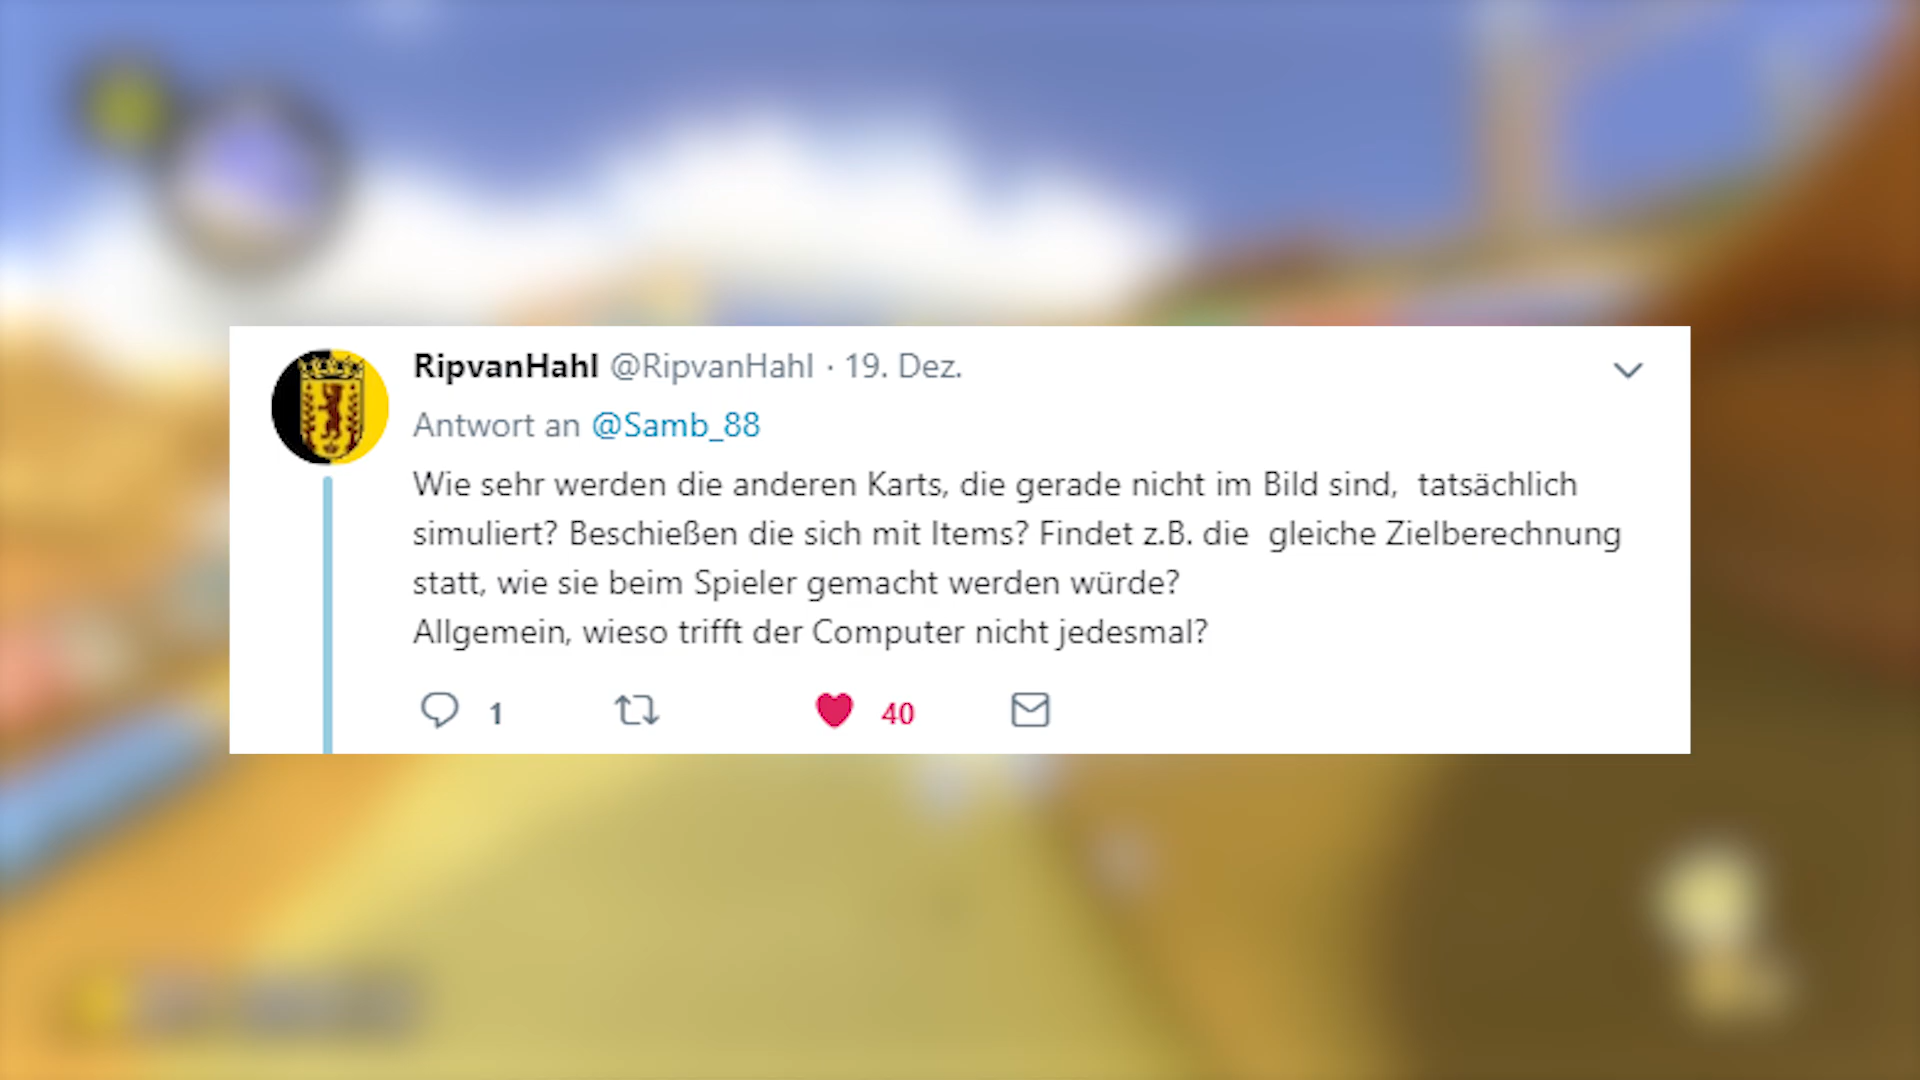 RipvanHahl @RipvanHahl · 19. Dez.
Antwort an @Samb_88
Wie sehr werden die anderen Karts, die gerade nicht im Bild sind,  tatsächlich
simuliert? Beschießen die sich mit Items? Findet z.B. die  gleiche Zielberechnung
statt, wie sie beim Spieler gemacht werden würde?
Allgemein, wieso trifft der Computer nicht jedesmal?
1 40